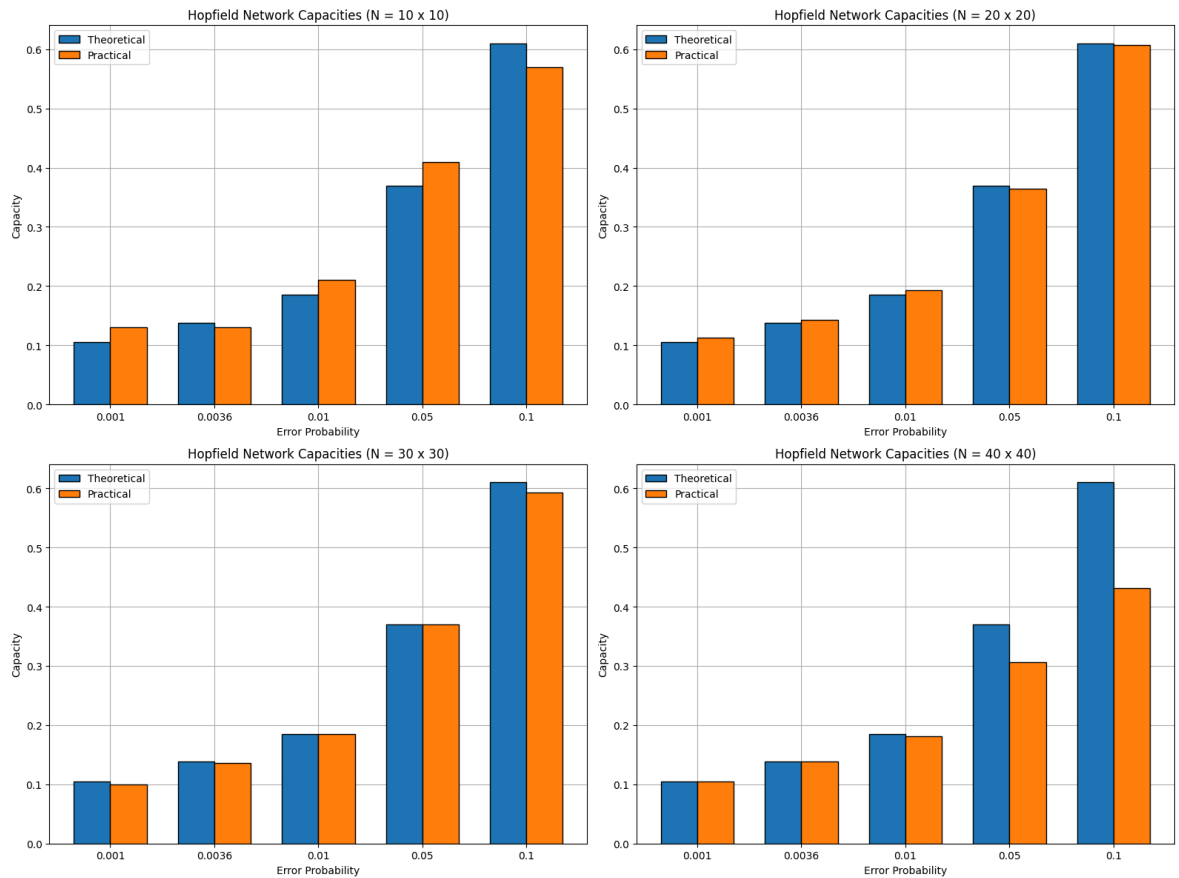 Hopfield Network Capacities (N = 10 x 10)
Theoretical
Practical
Capacity
0.6
0.5
0.4
0.3
0.2
0.1
0.0
0.001 0.0036 0.01 0.05 0.1
Error Probability
Hopfield Network Capacities (N = 20 x 20)
Theoretical
Practical
Capacity
0.6
0.5
0.4
0.3
0.2
0.1
0.0
0.001 0.0036 0.01 0.05 0.1
Error Probability
Hopfield Network Capacities (N = 30 x 30)
Theoretical
Practical
Capacity
0.6
0.5
0.4
0.3
0.2
0.1
0.0
0.001 0.0036 0.01 0.05 0.1
Error Probability
Hopfield Network Capacities (N = 40 x 40)
Theoretical
Practical
Capacity
0.6
0.5
0.4
0.3
0.2
0.1
0.0
0.001 0.0036 0.01 0.05 0.1
Error Probability